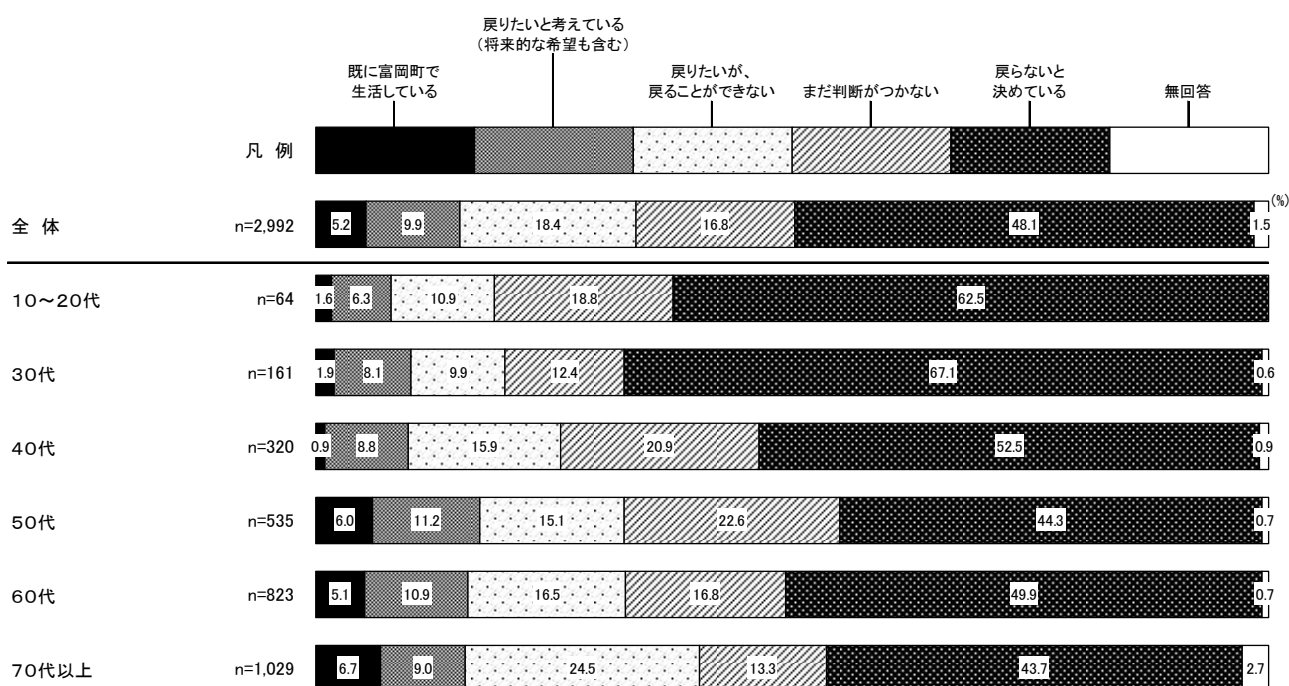 戻りたいと考えている
（将来的な希望も含む）
既に富岡町で
生活している
戻りたいが、
戻ることができない
まだ判断がつかない
戻らないと
決めている
無回答
凡 例
(%)
全 体 n=2,992 5.2 9.9 18.4 16.8 48.1 1.5
10～20代 n=64 1.6 6.3 10.9 18.8 62.5
30代 n=161 1.9 8.1 9.9 12.4 67.1 0.6
40代 n=320 0.9 8.8 15.9 20.9 52.5 0.9
50代 n=535 6.0 11.2 15.1 22.6 44.3 0.7
60代 n=823 5.1 10.9 16.5 16.8 49.9 0.7
70代以上 n=1,029 6.7 9.0 24.5 13.3 43.7 2.7